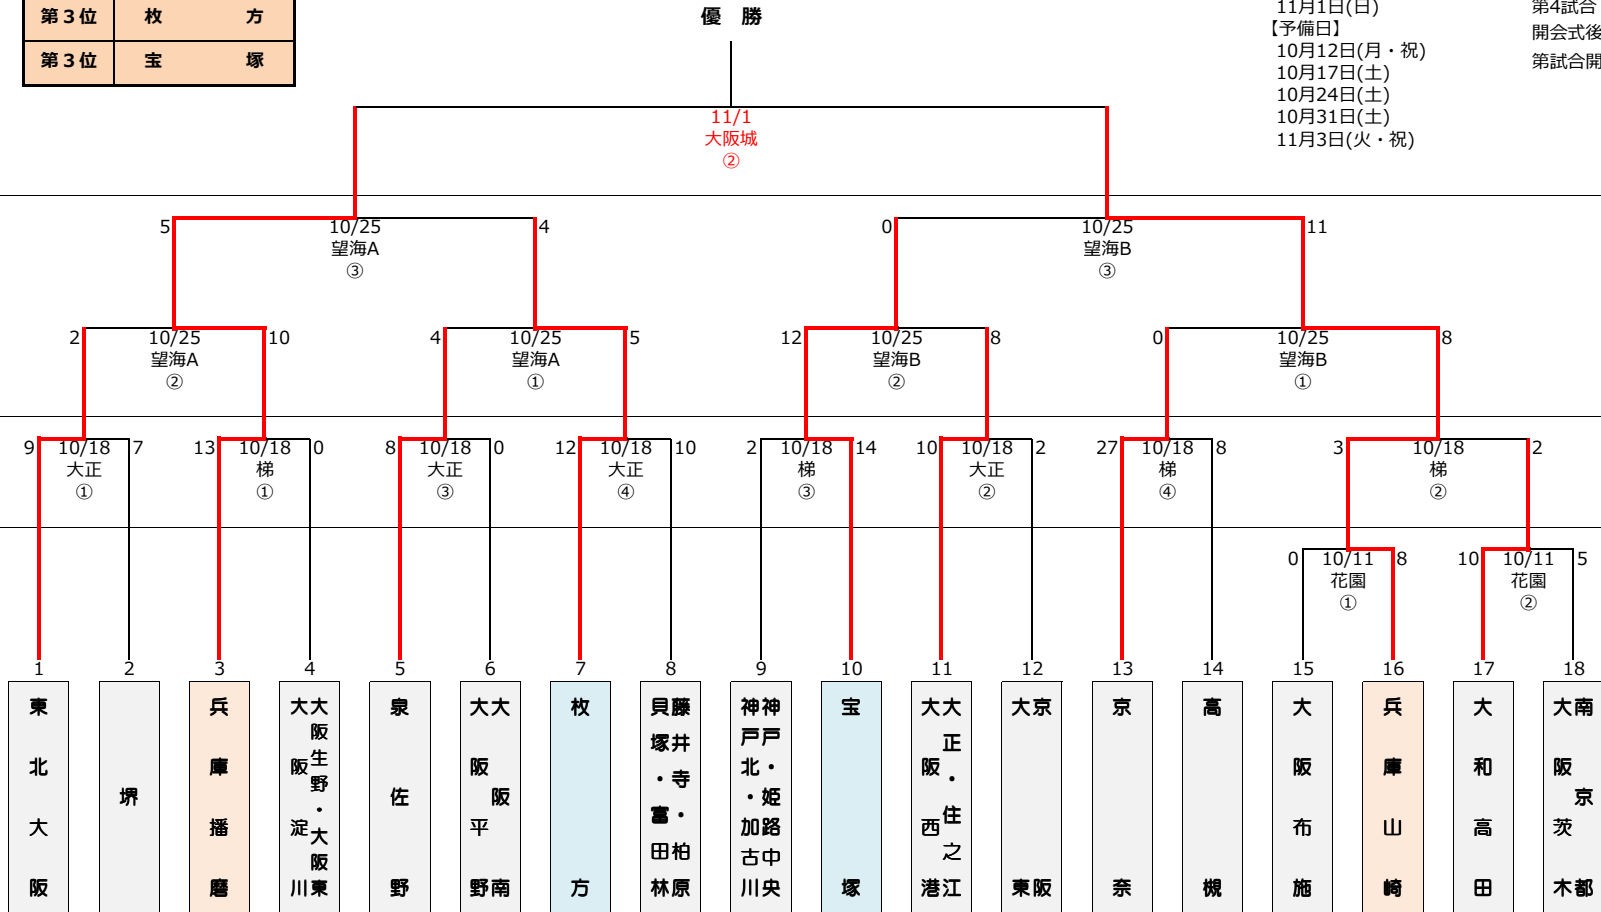 第３位 枚 方
第３位 宝 塚
優 勝
11月1日(日)
【予備日】
10月12日(月・祝)
10月17日(土)
10月24日(土)
10月31日(土)
11月3日(火・祝)
第4試合
開会式後
第試合開
11/1
大阪城
②
5 10/25 4
望海A
③
0 10/25 11
望海B
③
2 10/25 10
望海A
②
4 10/25 5
望海A
①
12 10/25 8
望海B
②
0 10/25 8
望海B
①
9 10/18 7
大正
①
13 10/18 0
梯
①
8 10/18 0
大正
③
12 10/18 10
大正
④
2 10/18 14
梯
③
10 10/18 2
大正
②
27 10/18 8
梯
④
3 10/18 2
梯
②
0 10/11 8
花園
①
10 10/11 5
花園
②
1 2 3 4 5 6 7 8 9 10 11 12 13 14 15 16 17 18
東北大阪
堺
兵庫播磨
大阪生野・大阪東
大阪淀川
泉佐野
大阪南
大阪平野
枚方
藤井寺・柏原
貝塚・富田林
神戸・姫路中央
神戸北・加古川
宝塚
大正・住之江
大阪西港
京阪
大東
京奈
高槻
大阪布施
兵庫山崎
大和高田
南京都
大阪茨木